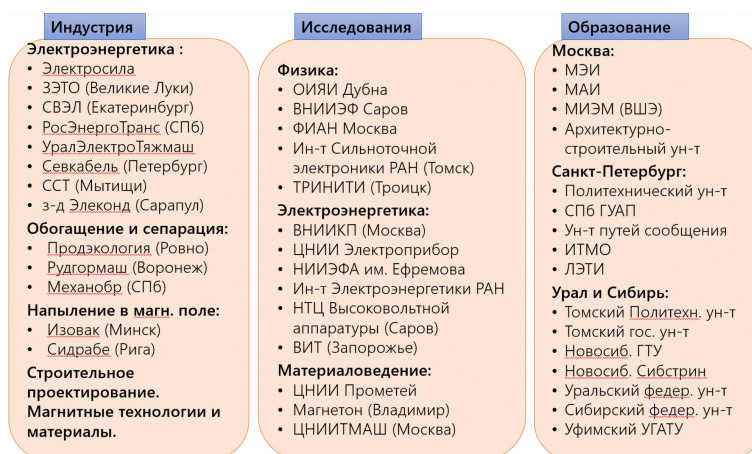 Индустрия
Электроэнергетика :
• Электросила
• ЗЭТО (Великие Луки)
• СВЭЛ (Екатеринбург)
• РосЭнергоТранс (СПб)
• УралЭлектроТяжмаш
• Севкабель (Петербург)
• ССТ (Мытищи)
• з-д Элеконд (Сарапул)
Обогащение и сепарация:
• Продэкология (Ровно)
• Рудгормаш (Воронеж)
• Механобр (СПб)
Напыление в магн. поле:
• Изовак (Минск)
• Сидрабе (Рига)
Строительное
проектирование.
Магнитные технологии и
материалы.
Исследования
Физика:
• ОИЯИ Дубна
• ВНИИЭФ Саров
• ФИАН Москва
• Ин-т Сильноточной
электроники РАН (Томск)
• ТРИНИТИ (Троицк)
Электроэнергетика:
• ВНИИКП (Москва)
• ЦНИИ Электроприбор
• НИИЭФА им. Ефремова
• Ин-т Электроэнергетики РАН
• НТЦ Высоковольтной
аппаратуры (Саров)
• ВИТ (Запорожье)
Материаловедение:
• ЦНИИ Прометей
• Магнетон (Владимир)
• ЦНИИТМАШ (Москва)
Образование
Москва:
• МЭИ
• МАИ
• МИЭМ (ВШЭ)
• Архитектурно-
строительный ун-т
Санкт-Петербург:
• Политехнический ун-т
• СПб ГУАП
• Ун-т путей сообщения
• ИТМО
• ЛЭТИ
Урал и Сибирь:
• Томский Политехн. ун-т
• Томский гос. ун-т
• Новосиб. ГТУ
• Новосиб. Сибстрин
• Уральский федер. ун-т
• Сибирский федер. ун-т
• Уфимский УГАТУ